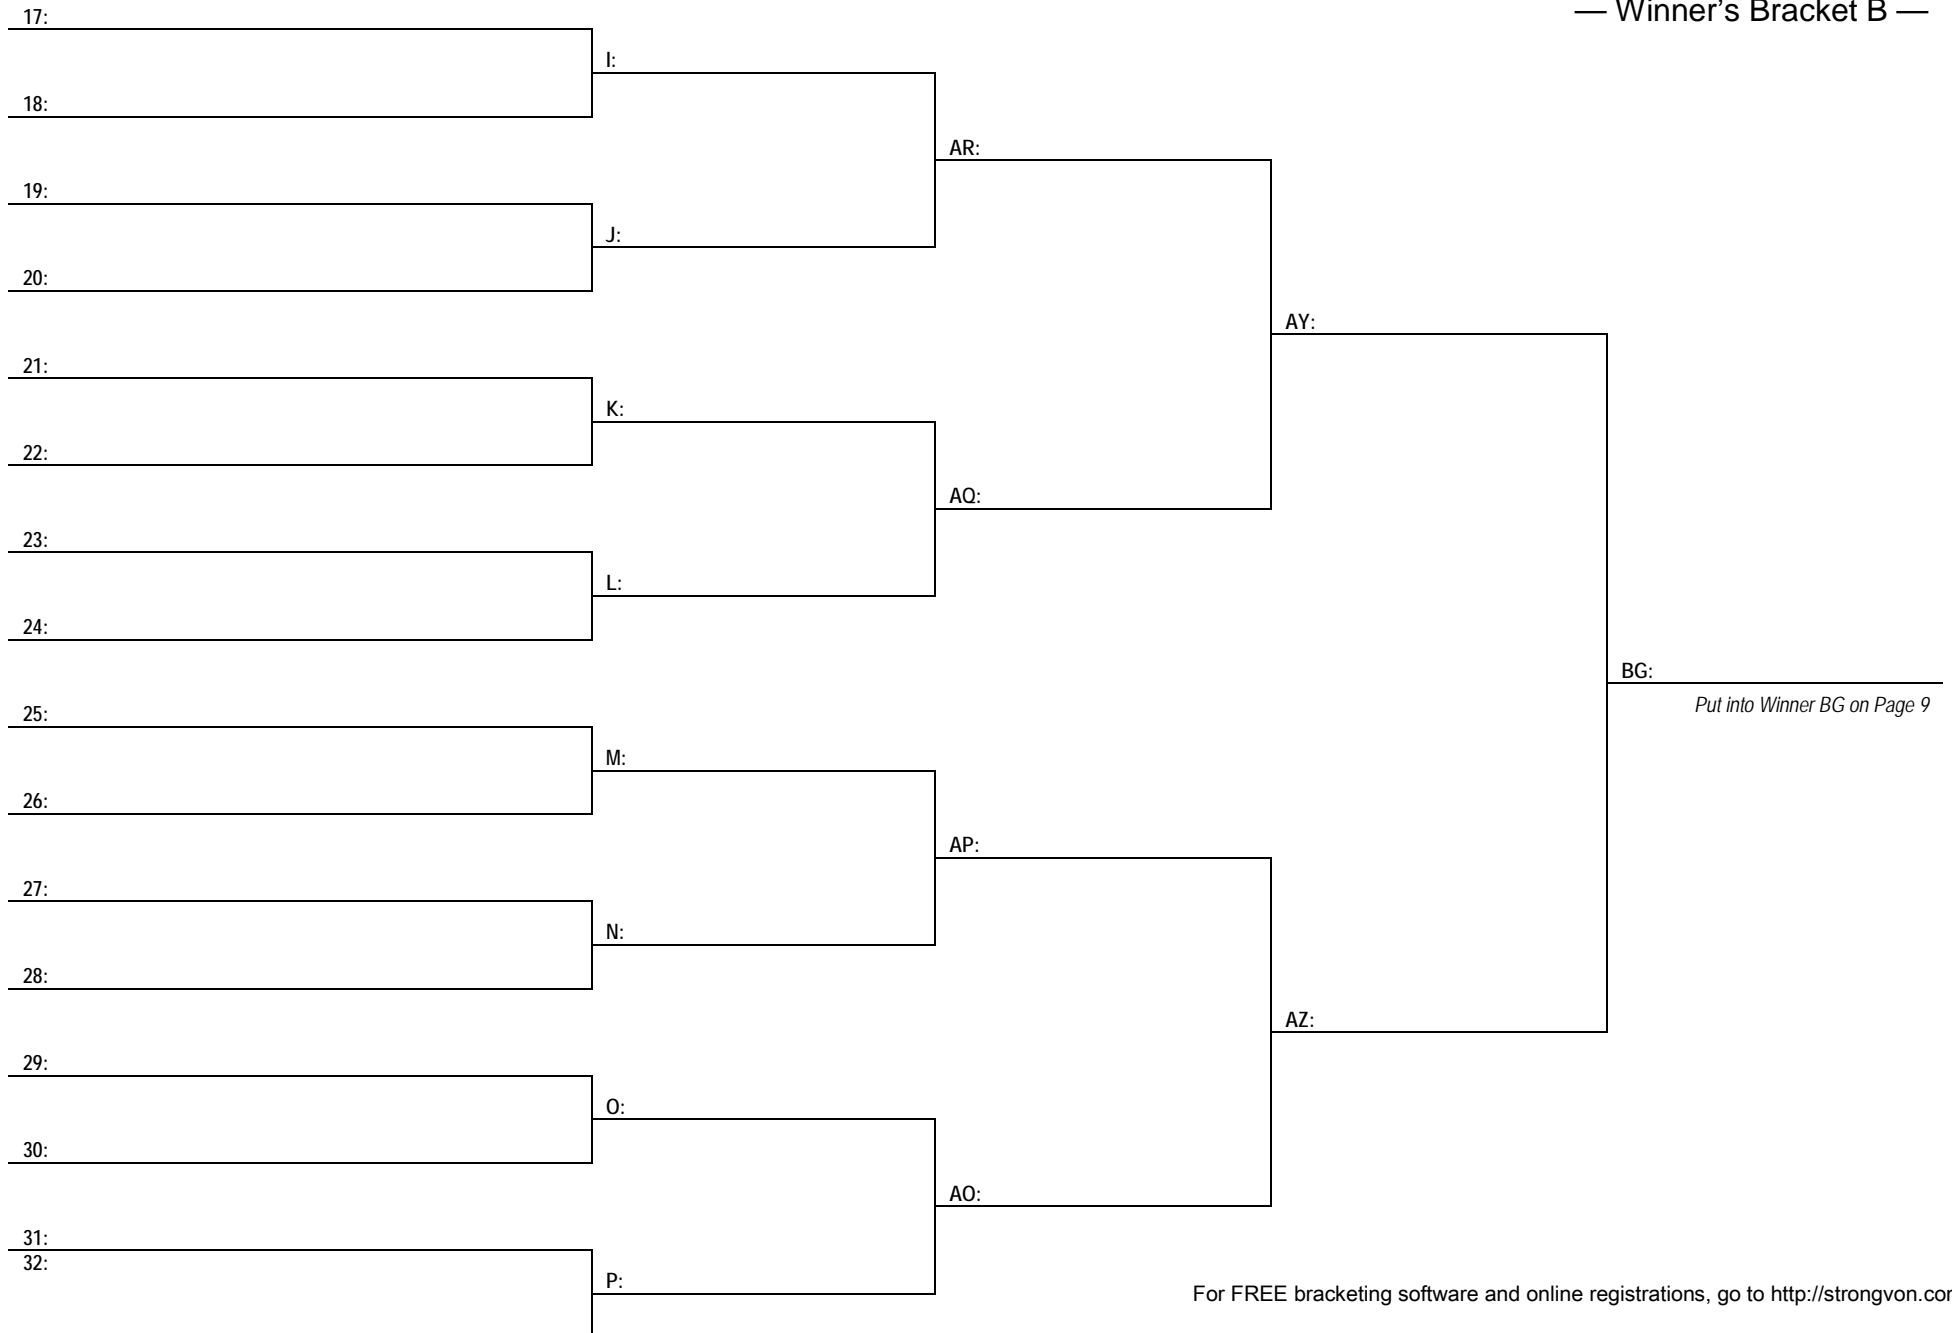 — Winner's Bracket B —
17:
I:
18:
AR:
19:
J:
20:
AY:
21:
K:
22:
AQ:
23:
L:
24:
BG:
Put into Winner BG on Page 9
25:
M:
26:
AP:
27:
N:
28:
AZ:
29:
O:
30:
AO:
31:
32:
P:
For FREE bracketing software and online registrations, go to http://strongvon.com